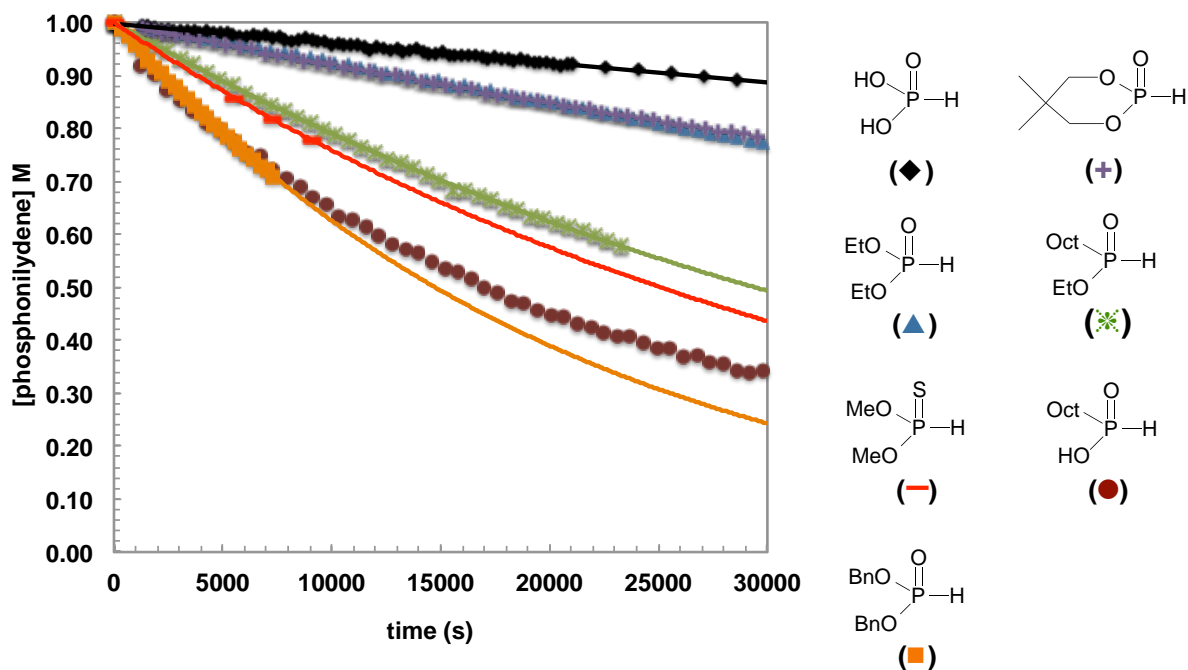 [phosphonilydene] M
1.00
0.90
0.80
0.70
0.60
0.50
0.40
0.30
0.20
0.10
0.00
0 5000 10000 15000 20000 25000 30000
time (s)
O
HO
P H
HO
(◆)
O
O
P H
O
(+)
O
EtO
P H
EtO
(▲)
O
Oct
P H
EtO
(❋)
S
MeO
P H
MeO
(—)
O
Oct
P H
HO
(●)
O
BnO
P H
BnO
(■)